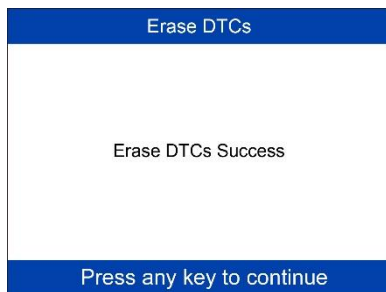 Erase DTCs
Erase DTCs Success
Press any key to continue